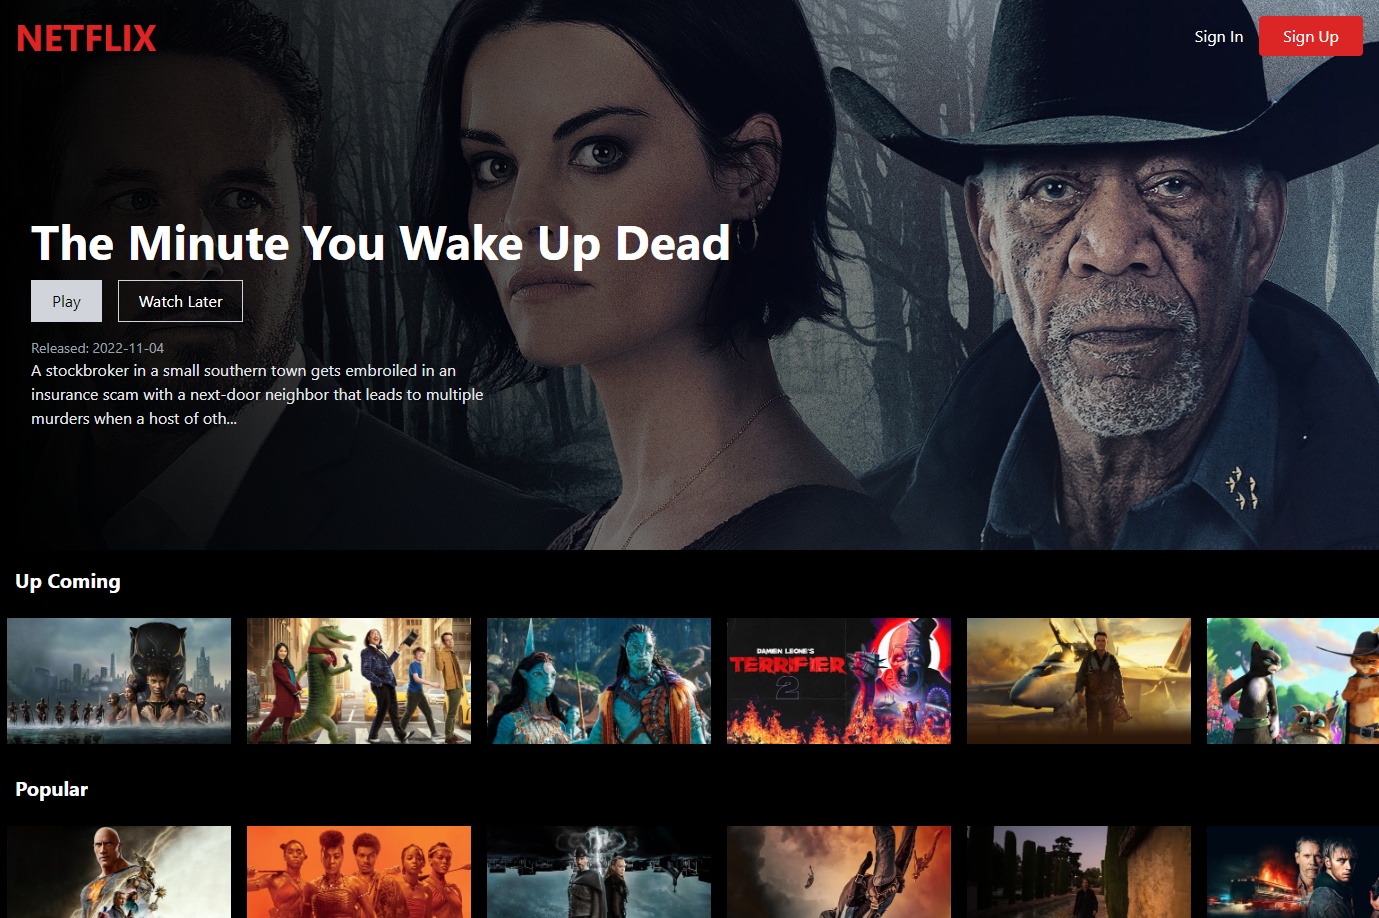 NETFLIX
Sign In
Sign Up
The Minute You Wake Up Dead
Play
Watch Later
Released: 2022-11-04
A stockbroker in a small southern town gets embroiled in an
insurance scam with a next-door neighbor that leads to multiple
murders when a host of oth...
Up Coming
DAMIEN LEONE'S
TERRIFIER
2
Popular